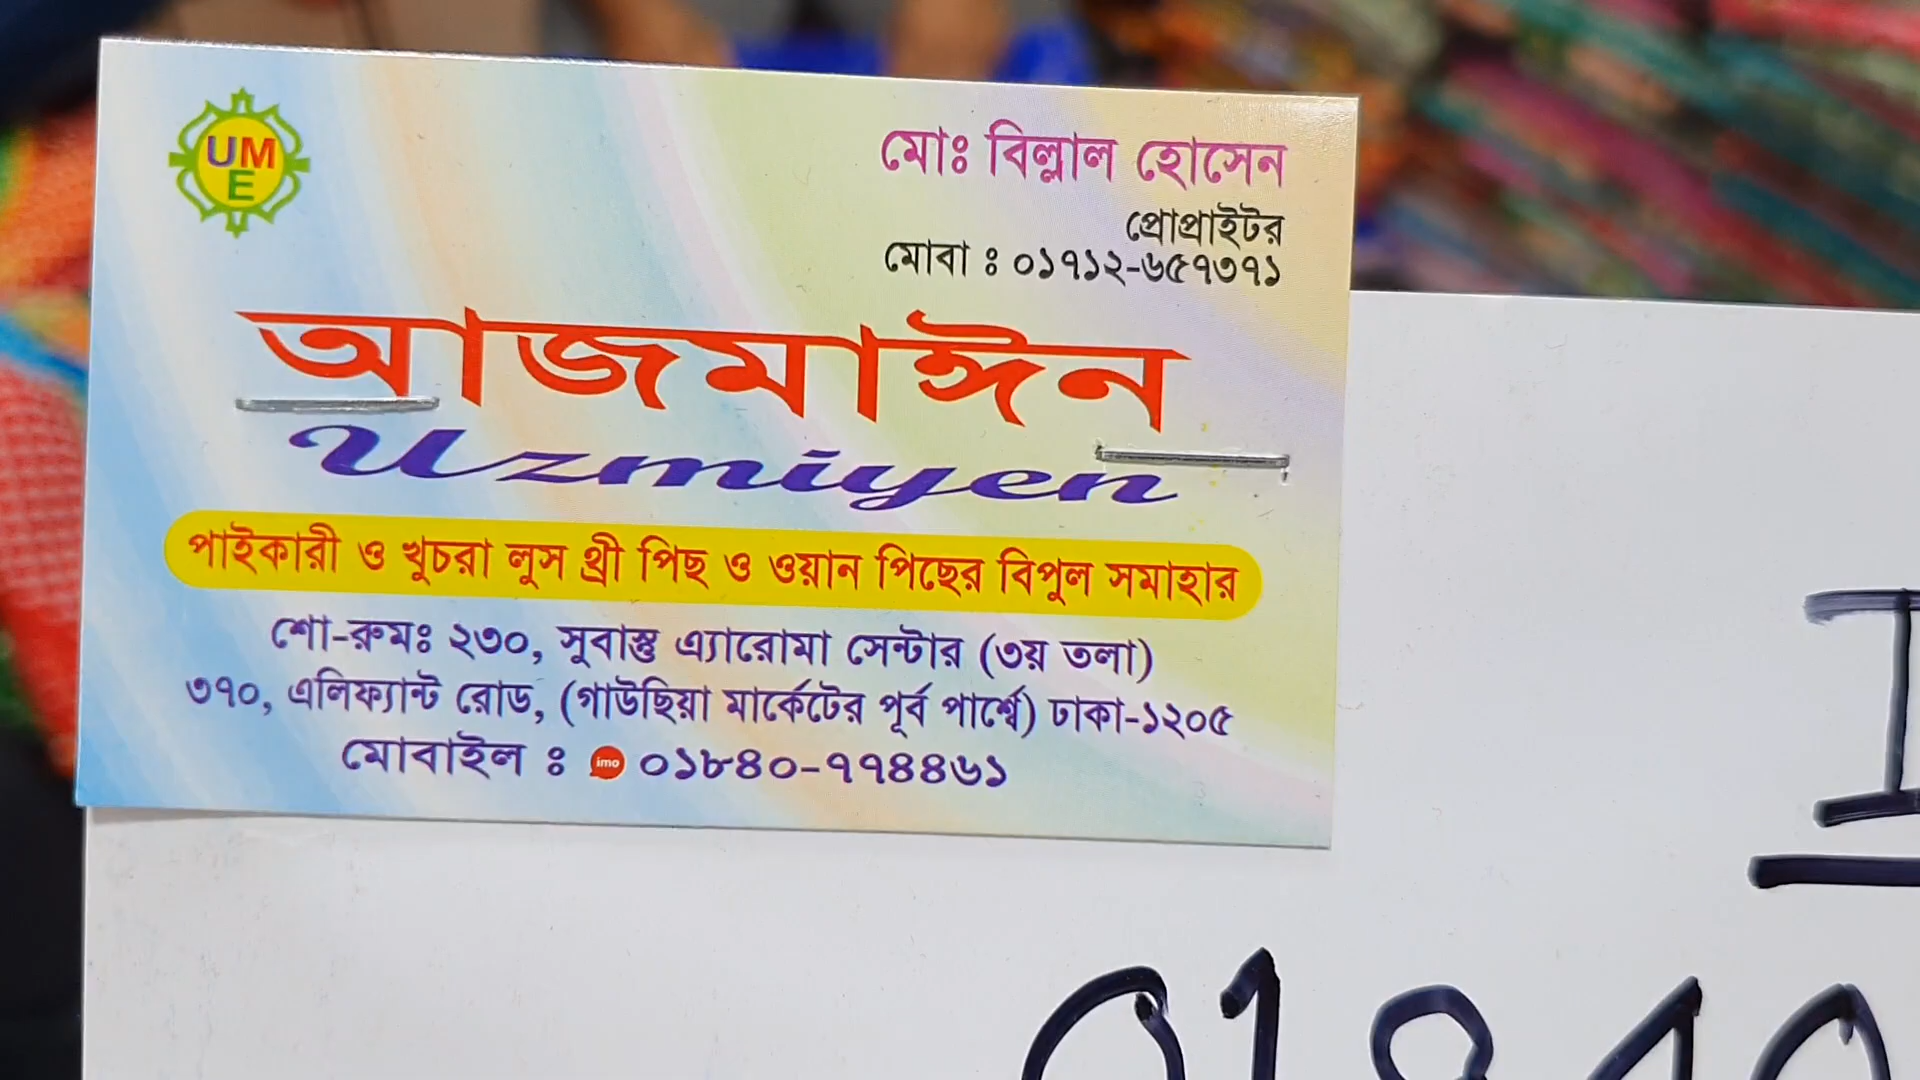 UM
E
মোঃ বিল্লাল হোসেন
প্রোপ্রাইটর
মোবা : ০১৭১২-৬৫৭৩৭১
আজমাঈন
Uzmiyen
পাইকারী ও খুচরা লুস থ্রী পিছ ও ওয়ান পিছের বিপুল সমাহার
শো-রুমঃ ২৩০, সুবাস্তু এ্যারোমা সেন্টার (৩য় তলা)
৩৭০, এলিফ্যান্ট রোড, (গাউছিয়া মার্কেটের পূর্ব পার্শ্বে) ঢাকা-১২০৫
মোবাইল : imo ০১৮৪০-৭৭৪৪৬১